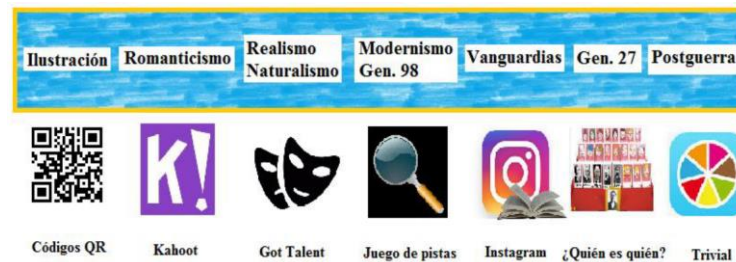 Ilustración
Romanticismo
Realismo
Naturalismo
Modernismo
Gen. 98
Vanguardias
Gen. 27
Postguerra
K!
Códigos QR
Kahoot
Got Talent
Juego de pistas
Instagram
¿Quién es quién?
Trivial